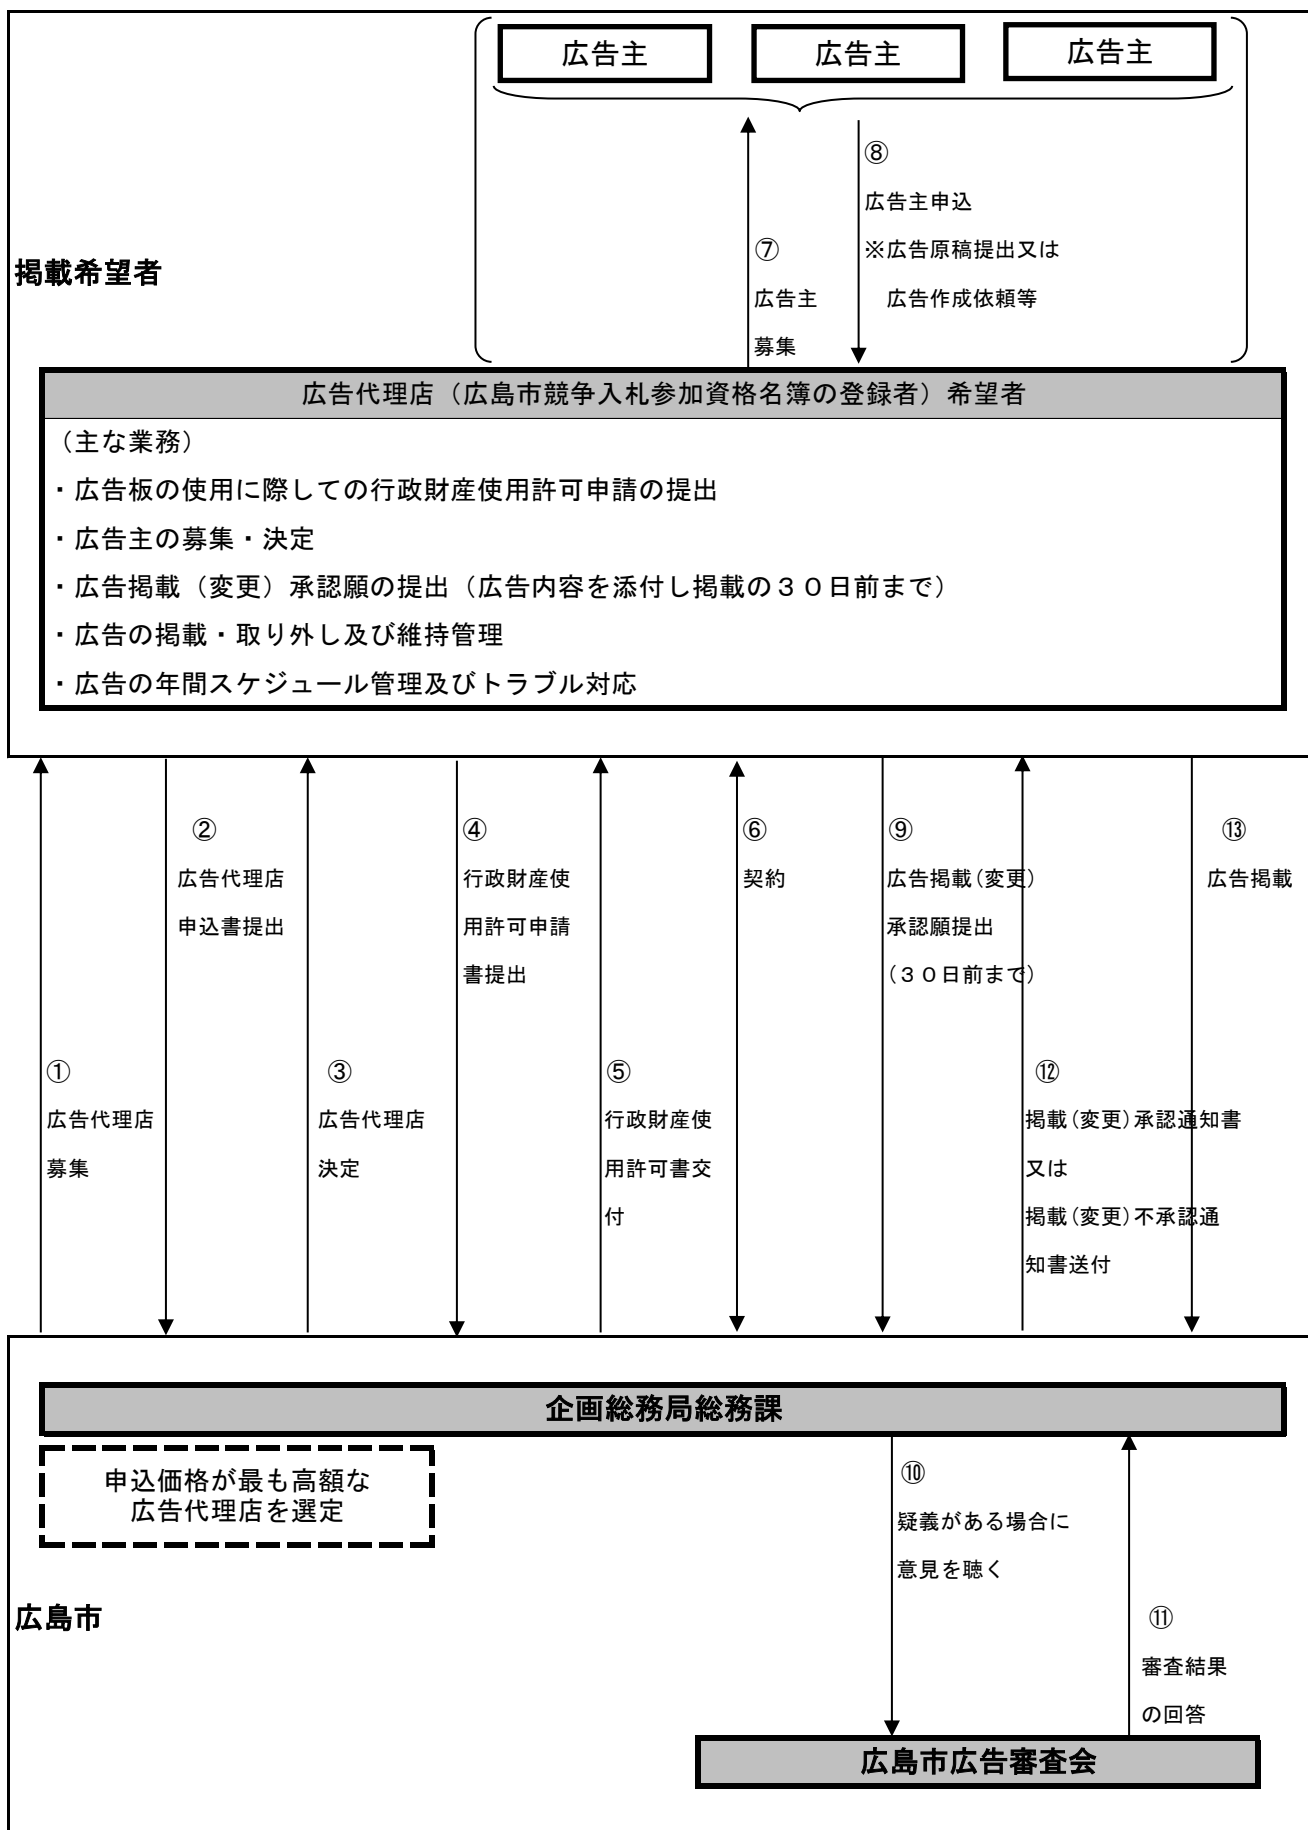 広告主
広告主
広告主
⑧
広告主申込
※広告原稿提出又は
広告作成依頼等
⑦
広告主
募集
掲載希望者
広告代理店（広島市競争入札参加資格名簿の登録者）希望者
（主な業務）
・広告板の使用に際しての行政財産使用許可申請の提出
・広告主の募集・決定
・広告掲載（変更）承認願の提出（広告内容を添付し掲載の３０日前まで）
・広告の掲載・取り外し及び維持管理
・広告の年間スケジュール管理及びトラブル対応
①
広告代理店
募集
②
広告代理店
申込書提出
③
広告代理店
決定
④
行政財産使
用許可申請
書提出
⑤
行政財産使
用許可書交
付
⑥
契約
⑨
広告掲載(変更)
承認願提出
(３０日前まで)
⑫
掲載(変更)承認通知書
又は
掲載(変更)不承認通
知書送付
⑬
広告掲載
企画総務局総務課
申込価格が最も高額な
広告代理店を選定
⑩
疑義がある場合に
意見を聴く
広島市
⑪
審査結果
の回答
広島市広告審査会